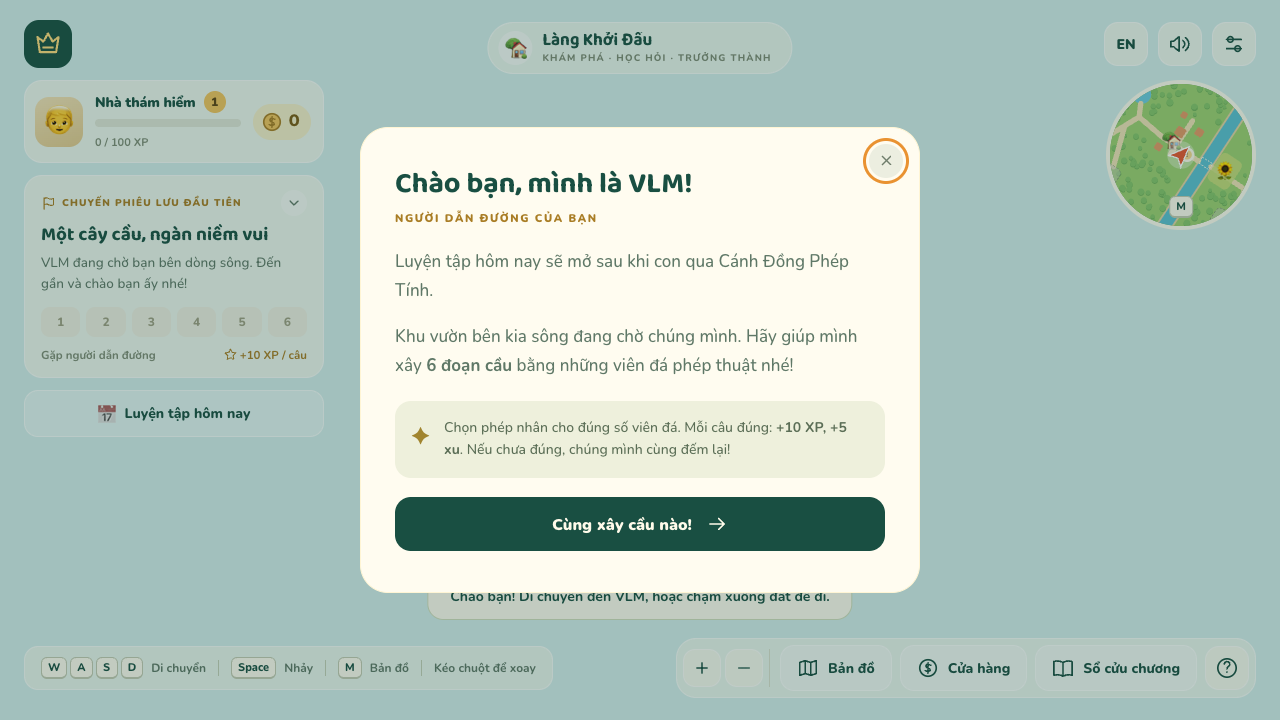 Làng Khởi Đầu
KHÁM PHÁ · HỌC HỎI · TRƯỞNG THÀNH
EN
Nhà thám hiểm 1
0
0 / 100 XP
CHUYẾN PHIÊU LƯU ĐẦU TIÊN
Một cây cầu, ngàn niềm vui
VLM đang chờ bạn bên dòng sông. Đến
gần và chào bạn ấy nhé!
1 2 3 4 5 6
Gặp người dẫn đường
+10 XP / câu
Luyện tập hôm nay
M
Chào bạn, mình là VLM!
NGƯỜI DẪN ĐƯỜNG CỦA BẠN
Luyện tập hôm nay sẽ mở sau khi con qua Cánh Đồng Phép
Tính.
Khu vườn bên kia sông đang chờ chúng mình. Hãy giúp mình
xây 6 đoạn cầu bằng những viên đá phép thuật nhé!
Chọn phép nhân cho đúng số viên đá. Mỗi câu đúng: +10 XP, +5
xu. Nếu chưa đúng, chúng mình cùng đếm lại!
Cùng xây cầu nào!
Chào bạn! Di chuyển đến VLM, hoặc chạm xuống đất để đi.
W A S D Di chuyển
Space Nhảy
M Bản đồ
Kéo chuột để xoay
Bản đồ
Cửa hàng
Sổ cửu chương